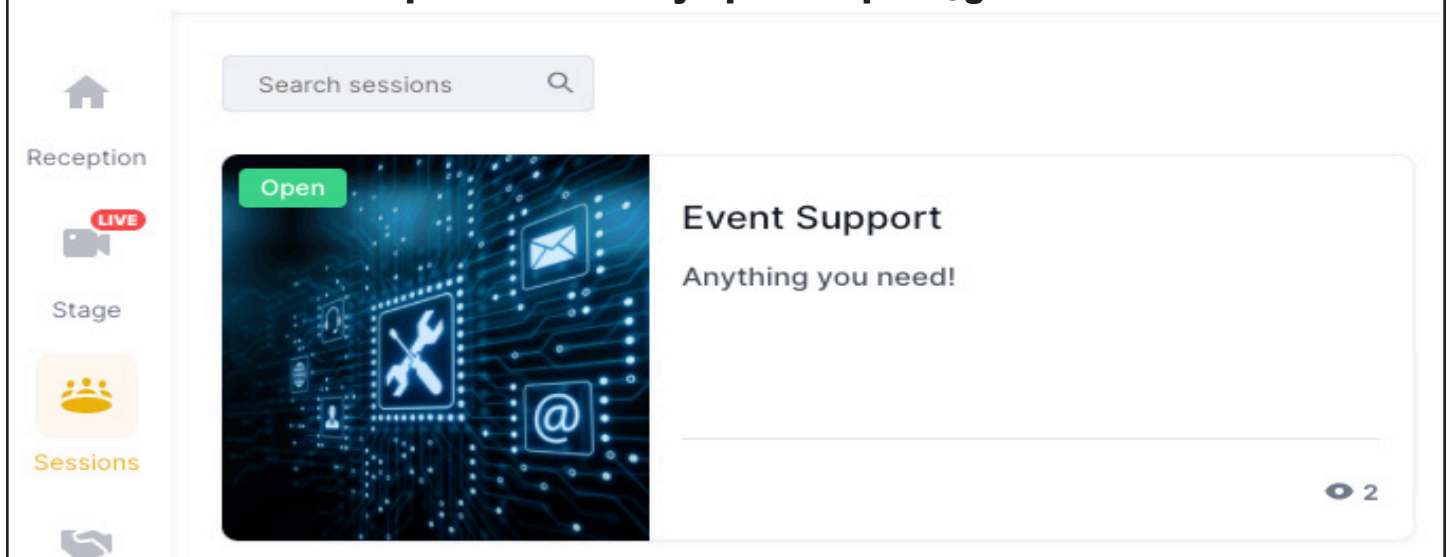 Search sessions
Reception
Open
LIVE
Event Support
Anything you need!
Stage
@
Sessions
2